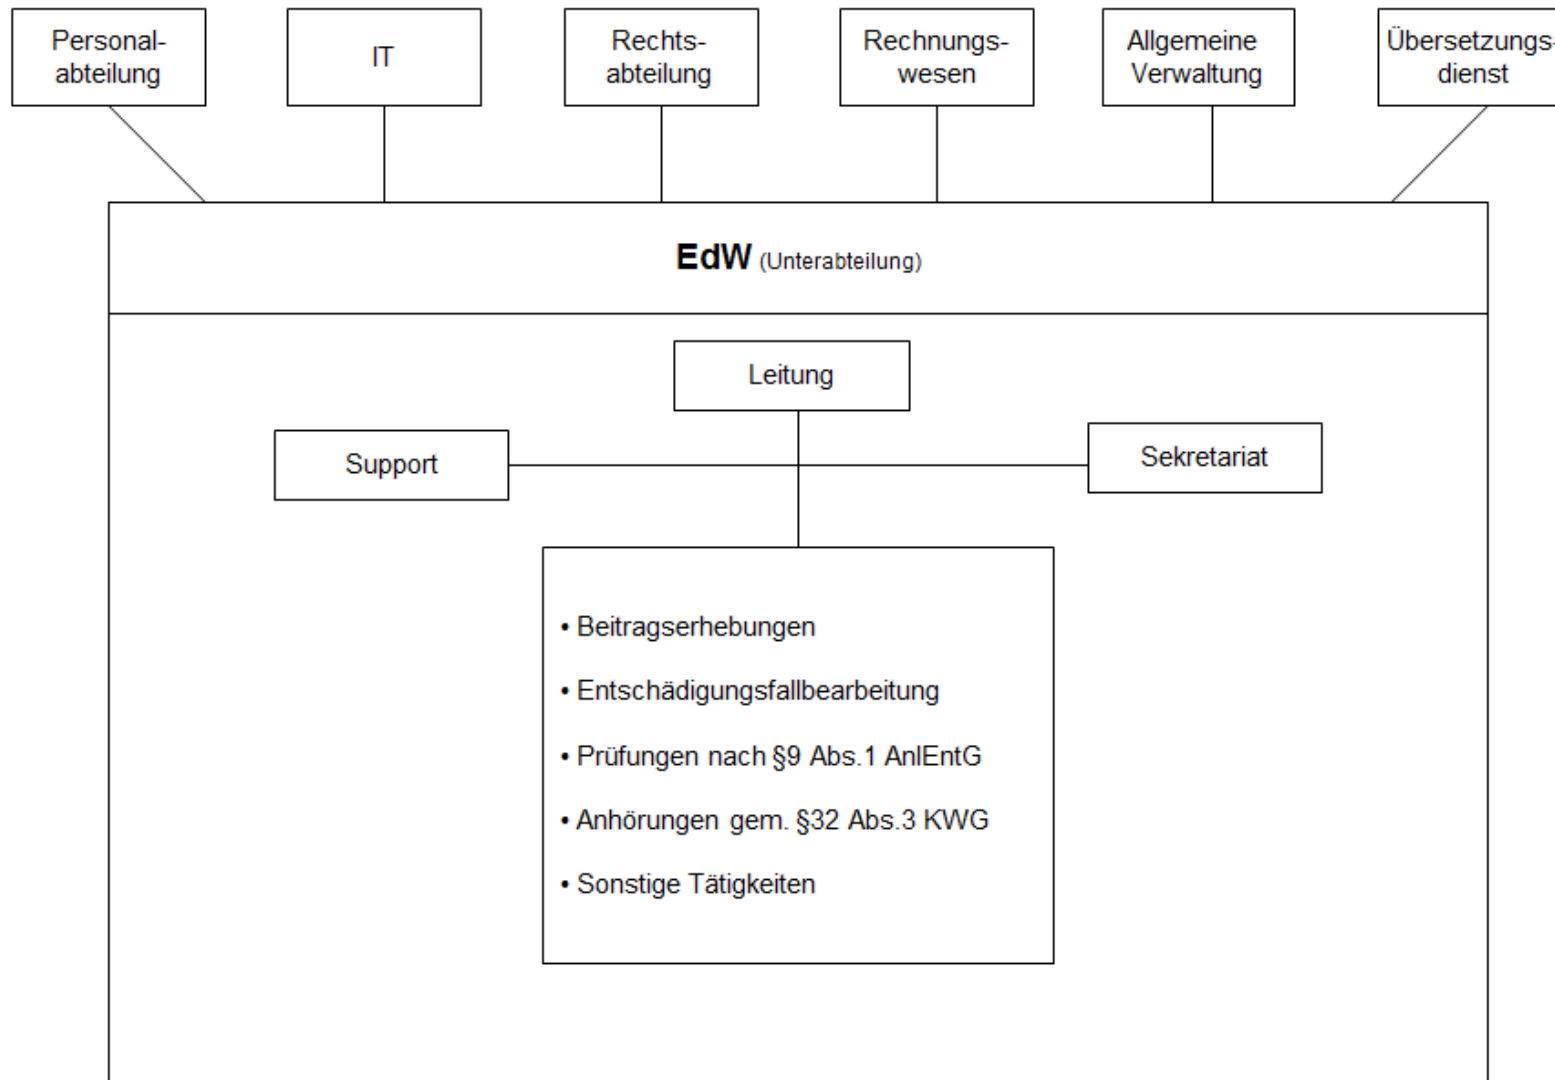 Personal-
abteilung
IT
Rechts-
abteilung
Rechnungs-
wesen
Allgemeine
Verwaltung
Übersetzungs-
dienst
EdW (Unterabteilung)
Leitung
Support
Sekretariat
• Beitragserhebungen
• Entschädigungsfallbearbeitung
• Prüfungen nach §9 Abs.1 AnlEntG
• Anhörungen gem. §32 Abs.3 KWG
• Sonstige Tätigkeiten